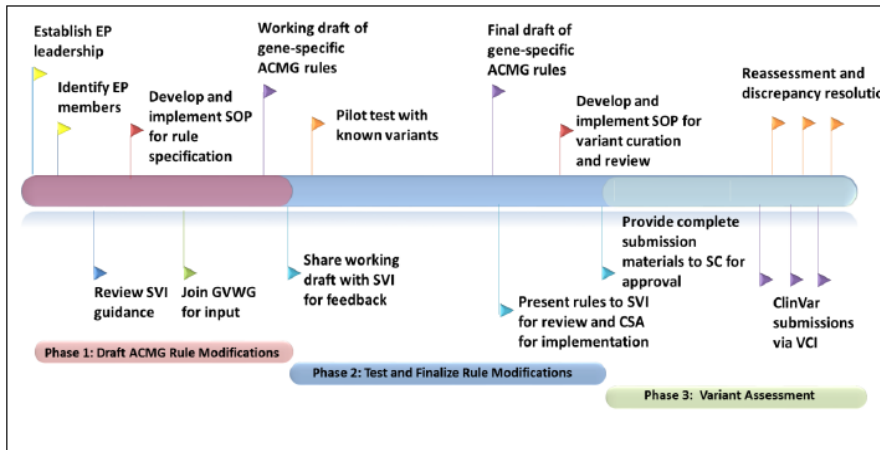 Establish EP
leadership
Identify EP
members
Develop and
implement SOP
for rule
specification
Working draft of
gene-specific
ACMG rules
Pilot test with
known variants
Final draft of
gene-specific
ACMG rules
Develop and
implement SOP for
variant curation
and review
Reassessment and
discrepancy resolutio
Review SVI
guidance
Join GVWG
for input
Share working
draft with SVI
for feedback
Present rules to SVI
for review and CSA
for implementation
Provide complete
submission
materials to SC for
approval
ClinVar
submissions
via VCI
Phase 1: Draft ACMG Rule Modifications
Phase 2: Test and Finalize Rule Modifications
Phase 3: Variant Assessment